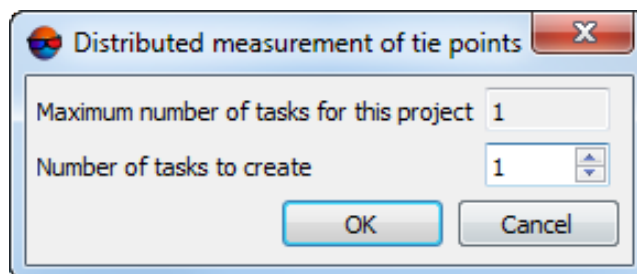 Distributed measurement of tie points
Maximum number of tasks for this project 1
Number of tasks to create 1
OK Cancel